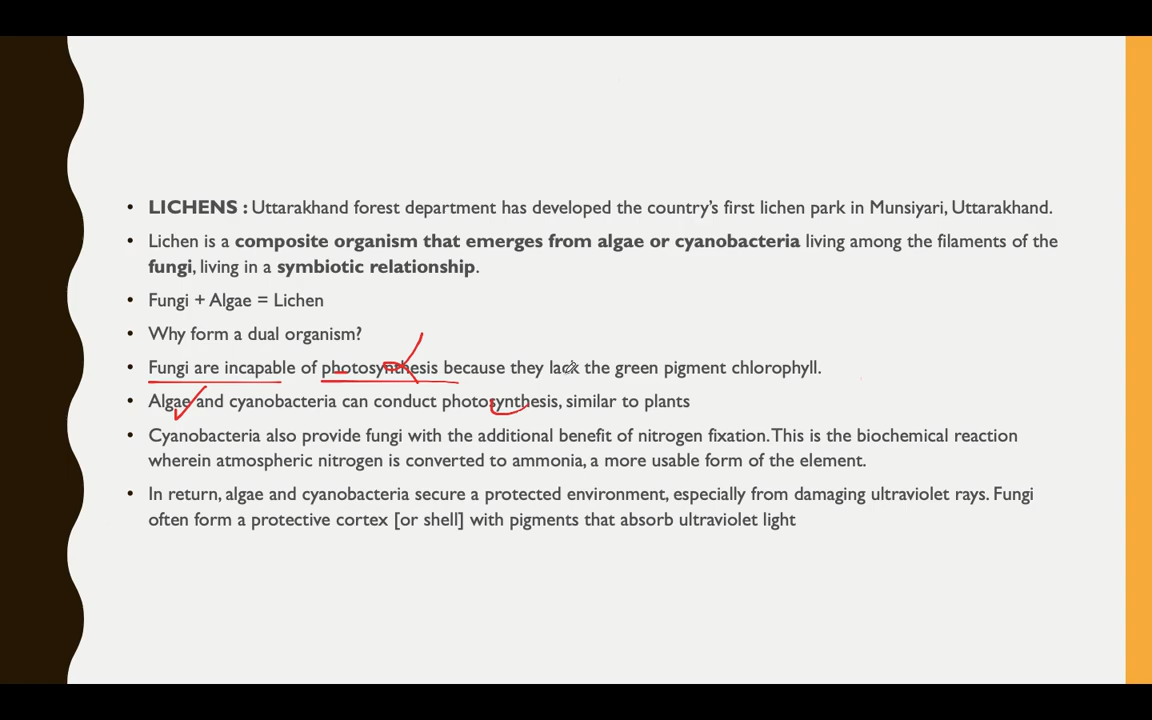 • LICHENS : Uttarakhand forest department has developed the country's first lichen park in Munsiyari, Uttarakhand.
• Lichen is a composite organism that emerges from algae or cyanobacteria living among the filaments of the
fungi, living in a symbiotic relationship.
• Fungi + Algae = Lichen
• Why form a dual organism?
• Fungi are incapable of photosynthesis because they lack the green pigment chlorophyll.
• Algae and cyanobacteria can conduct photosynthesis, similar to plants
• Cyanobacteria also provide fungi with the additional benefit of nitrogen fixation. This is the biochemical reaction
wherein atmospheric nitrogen is converted to ammonia, a more usable form of the element.
• In return, algae and cyanobacteria secure a protected environment, especially from damaging ultraviolet rays. Fungi
often form a protective cortex [or shell] with pigments that absorb ultraviolet light